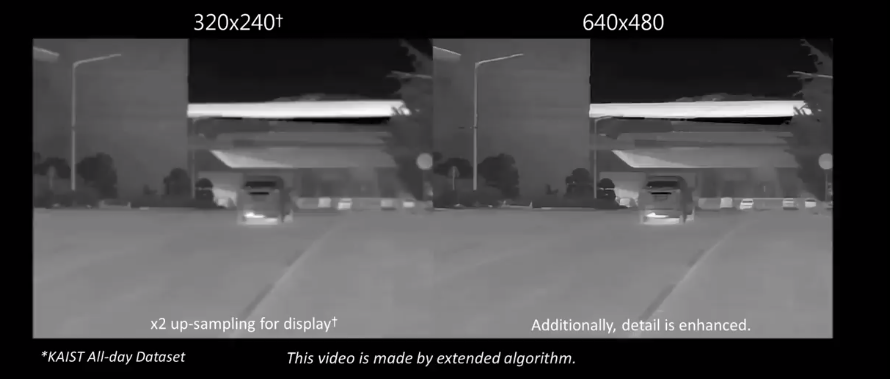 320x240† 640x480
x2 up-sampling for display† Additionally, detail is enhanced.
*KAIST All-day Dataset This video is made by extended algorithm.